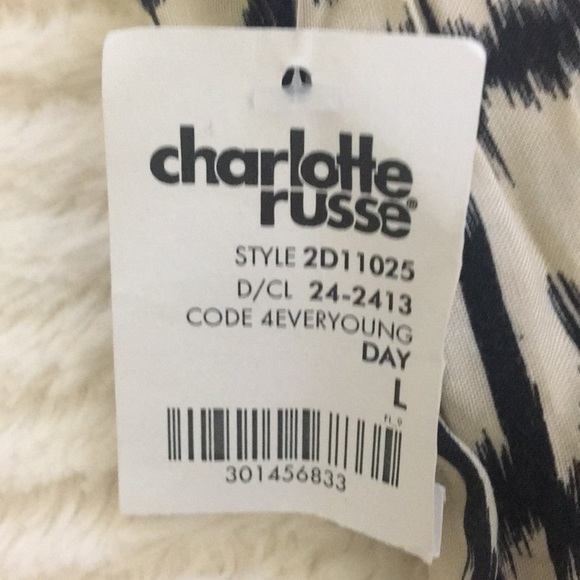 charlotte
russe®
STYLE 2D11025
D/CL 24-2413
CODE 4EVERYOUNG
DAY
L
301456833